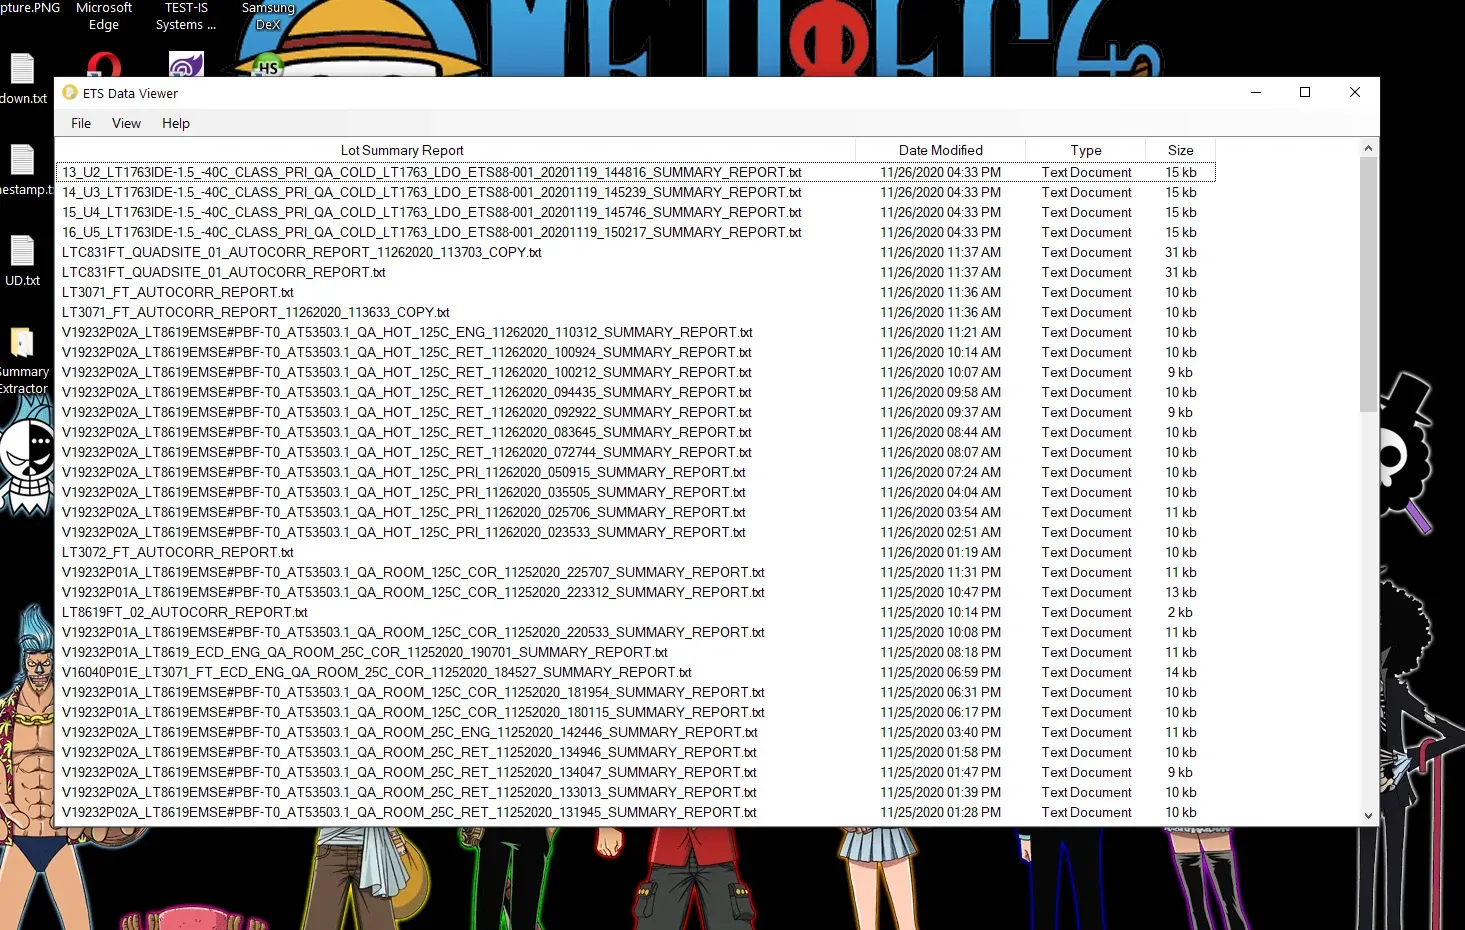 pture.PNG
Microsoft
Edge
TEST-IS
Systems ...
Samsung
DeX
HS
down.txt
nestamp.t
UD.txt
Summary
Extractor
ETS Data Viewer
File View Help
Lot Summary Report Date Modified Type Size
13_U2_LT1763IDE-1.5_-40C_CLASS_PRI_QA_COLD_LT1763_LDO_ETS88-001_20201119_144816_SUMMARY_REPORT.txt 11/26/2020 04:33 PM Text Document 15 kb
14_U3_LT1763IDE-1.5_-40C_CLASS_PRI_QA_COLD_LT1763_LDO_ETS88-001_20201119_145239_SUMMARY_REPORT.txt 11/26/2020 04:33 PM Text Document 15 kb
15_U4_LT1763IDE-1.5_-40C_CLASS_PRI_QA_COLD_LT1763_LDO_ETS88-001_20201119_145746_SUMMARY_REPORT.txt 11/26/2020 04:33 PM Text Document 15 kb
16_U5_LT1763IDE-1.5_-40C_CLASS_PRI_QA_COLD_LT1763_LDO_ETS88-001_20201119_150217_SUMMARY_REPORT.txt 11/26/2020 04:33 PM Text Document 15 kb
LTC831FT_QUADSITE_01_AUTOCORR_REPORT_11262020_113703_COPY.txt 11/26/2020 11:37 AM Text Document 31 kb
LTC831FT_QUADSITE_01_AUTOCORR_REPORT.txt 11/26/2020 11:37 AM Text Document 31 kb
LT3071_FT_AUTOCORR_REPORT.txt 11/26/2020 11:36 AM Text Document 10 kb
LT3071_FT_AUTOCORR_REPORT_11262020_113633_COPY.txt 11/26/2020 11:36 AM Text Document 10 kb
V19232P02A_LT8619EMSE#PBF-T0_AT53503.1_QA_HOT_125C_ENG_11262020_110312_SUMMARY_REPORT.txt 11/26/2020 11:21 AM Text Document 10 kb
V19232P02A_LT8619EMSE#PBF-T0_AT53503.1_QA_HOT_125C_RET_11262020_100924_SUMMARY_REPORT.txt 11/26/2020 10:14 AM Text Document 10 kb
V19232P02A_LT8619EMSE#PBF-T0_AT53503.1_QA_HOT_125C_RET_11262020_100212_SUMMARY_REPORT.txt 11/26/2020 10:07 AM Text Document 9 kb
V19232P02A_LT8619EMSE#PBF-T0_AT53503.1_QA_HOT_125C_RET_11262020_094435_SUMMARY_REPORT.txt 11/26/2020 09:58 AM Text Document 10 kb
V19232P02A_LT8619EMSE#PBF-T0_AT53503.1_QA_HOT_125C_RET_11262020_092922_SUMMARY_REPORT.txt 11/26/2020 09:37 AM Text Document 9 kb
V19232P02A_LT8619EMSE#PBF-T0_AT53503.1_QA_HOT_125C_RET_11262020_083645_SUMMARY_REPORT.txt 11/26/2020 08:44 AM Text Document 10 kb
V19232P02A_LT8619EMSE#PBF-T0_AT53503.1_QA_HOT_125C_RET_11262020_072744_SUMMARY_REPORT.txt 11/26/2020 08:07 AM Text Document 10 kb
V19232P02A_LT8619EMSE#PBF-T0_AT53503.1_QA_HOT_125C_PRI_11262020_050915_SUMMARY_REPORT.txt 11/26/2020 07:24 AM Text Document 10 kb
V19232P02A_LT8619EMSE#PBF-T0_AT53503.1_QA_HOT_125C_PRI_11262020_035505_SUMMARY_REPORT.txt 11/26/2020 04:04 AM Text Document 10 kb
V19232P02A_LT8619EMSE#PBF-T0_AT53503.1_QA_HOT_125C_PRI_11262020_025706_SUMMARY_REPORT.txt 11/26/2020 03:54 AM Text Document 11 kb
V19232P02A_LT8619EMSE#PBF-T0_AT53503.1_QA_HOT_125C_PRI_11262020_023533_SUMMARY_REPORT.txt 11/26/2020 02:51 AM Text Document 10 kb
LT3072_FT_AUTOCORR_REPORT.txt 11/26/2020 01:19 AM Text Document 10 kb
V19232P01A_LT8619EMSE#PBF-T0_AT53503.1_QA_ROOM_125C_COR_11252020_225707_SUMMARY_REPORT.txt 11/25/2020 11:31 PM Text Document 11 kb
V19232P01A_LT8619EMSE#PBF-T0_AT53503.1_QA_ROOM_125C_COR_11252020_223312_SUMMARY_REPORT.txt 11/25/2020 10:47 PM Text Document 13 kb
LT8619FT_02_AUTOCORR_REPORT.txt 11/25/2020 10:14 PM Text Document 2 kb
V19232P01A_LT8619EMSE#PBF-T0_AT53503.1_QA_ROOM_125C_COR_11252020_220533_SUMMARY_REPORT.txt 11/25/2020 10:08 PM Text Document 11 kb
V19232P01A_LT8619_ECD_ENG_QA_ROOM_25C_COR_11252020_190701_SUMMARY_REPORT.txt 11/25/2020 08:18 PM Text Document 11 kb
V16040P01E_LT3071_FT_ECD_ENG_QA_ROOM_25C_COR_11252020_184527_SUMMARY_REPORT.txt 11/25/2020 06:59 PM Text Document 14 kb
V19232P01A_LT8619EMSE#PBF-T0_AT53503.1_QA_ROOM_125C_COR_11252020_181954_SUMMARY_REPORT.txt 11/25/2020 06:31 PM Text Document 10 kb
V19232P01A_LT8619EMSE#PBF-T0_AT53503.1_QA_ROOM_125C_COR_11252020_180115_SUMMARY_REPORT.txt 11/25/2020 06:17 PM Text Document 10 kb
V19232P02A_LT8619EMSE#PBF-T0_AT53503.1_QA_ROOM_25C_ENG_11252020_142446_SUMMARY_REPORT.txt 11/25/2020 03:40 PM Text Document 11 kb
V19232P02A_LT8619EMSE#PBF-T0_AT53503.1_QA_ROOM_25C_RET_11252020_134946_SUMMARY_REPORT.txt 11/25/2020 01:58 PM Text Document 10 kb
V19232P02A_LT8619EMSE#PBF-T0_AT53503.1_QA_ROOM_25C_RET_11252020_134047_SUMMARY_REPORT.txt 11/25/2020 01:47 PM Text Document 9 kb
V19232P02A_LT8619EMSE#PBF-T0_AT53503.1_QA_ROOM_25C_RET_11252020_133013_SUMMARY_REPORT.txt 11/25/2020 01:39 PM Text Document 10 kb
V19232P02A_LT8619EMSE#PBF-T0_AT53503.1_QA_ROOM_25C_RET_11252020_131945_SUMMARY_REPORT.txt 11/25/2020 01:28 PM Text Document 10 kb